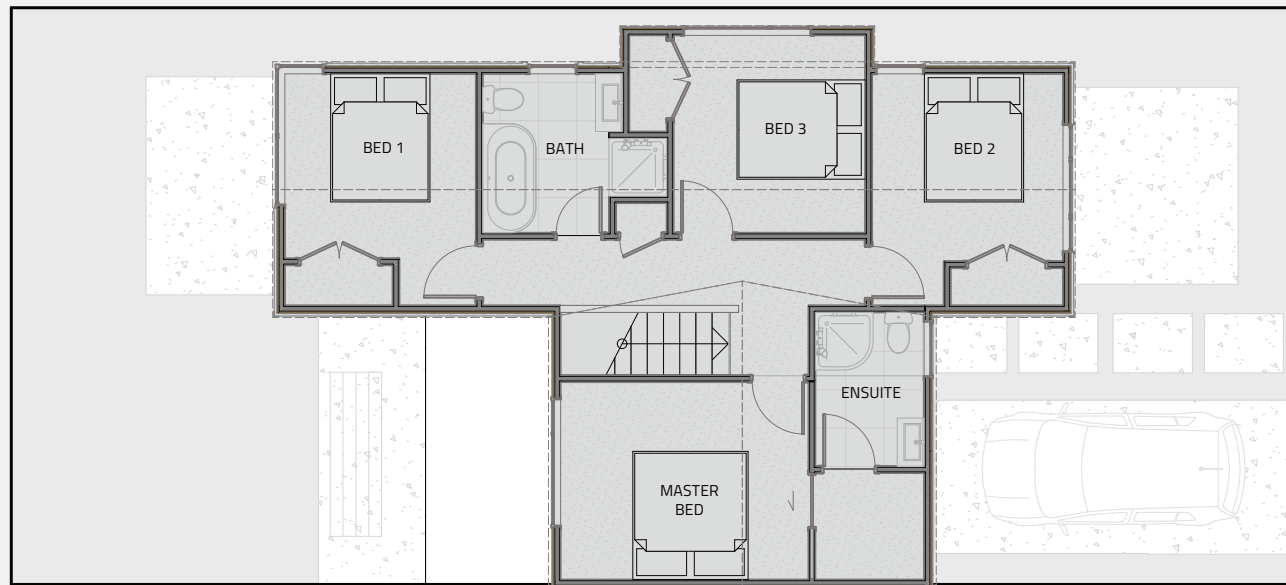 BED 1
BATH
BED 3
BED 2
ENSUITE
MASTER
BED